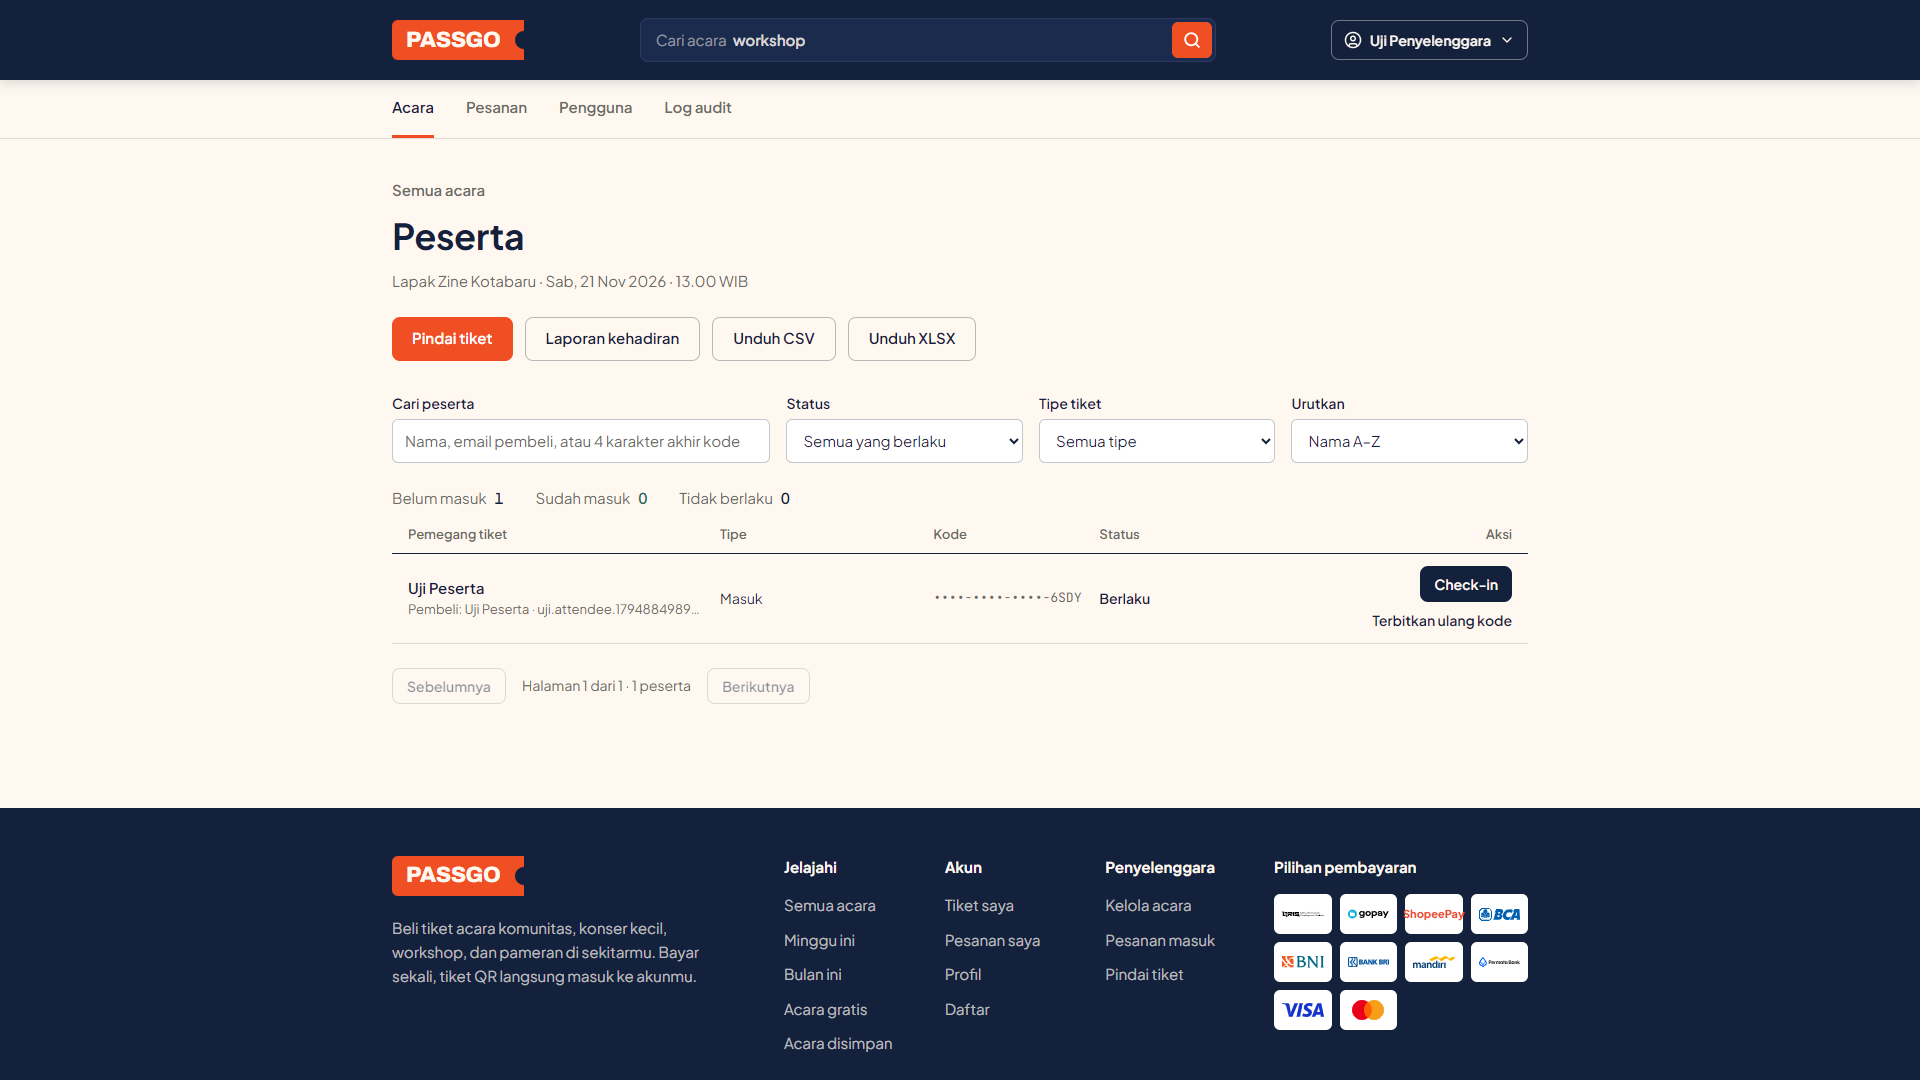 PASSGO
Cari acara workshop
Uji Penyelenggara
Acara
Pesanan
Pengguna
Log audit
Semua acara
Peserta
Lapak Zine Kotabaru · Sab, 21 Nov 2026 · 13.00 WIB
Pindai tiket
Laporan kehadiran
Unduh CSV
Unduh XLSX
Cari peserta
Status
Tipe tiket
Urutkan
Nama, email pembeli, atau 4 karakter akhir kode
Semua yang berlaku
Semua tipe
Nama A–Z
Belum masuk 1
Sudah masuk 0
Tidak berlaku 0
Pemegang tiket
Tipe
Kode
Status
Aksi
Uji Peserta
Pembeli: Uji Peserta · uji.attendee.1794884989...
Masuk
••••-••••-••••-6SDY
Berlaku
Check-in
Terbitkan ulang kode
Sebelumnya
Halaman 1 dari 1 · 1 peserta
Berikutnya
PASSGO
Beli tiket acara komunitas, konser kecil,
workshop, dan pameran di sekitarmu. Bayar
sekali, tiket QR langsung masuk ke akunmu.
Jelajahi
Semua acara
Minggu ini
Bulan ini
Acara gratis
Acara disimpan
Akun
Tiket saya
Pesanan saya
Profil
Daftar
Penyelenggara
Kelola acara
Pesanan masuk
Pindai tiket
Pilihan pembayaran
QRIS
gopay
ShopeePay
BCA
BNI
BANK BRI
mandiri
PermataBank
VISA